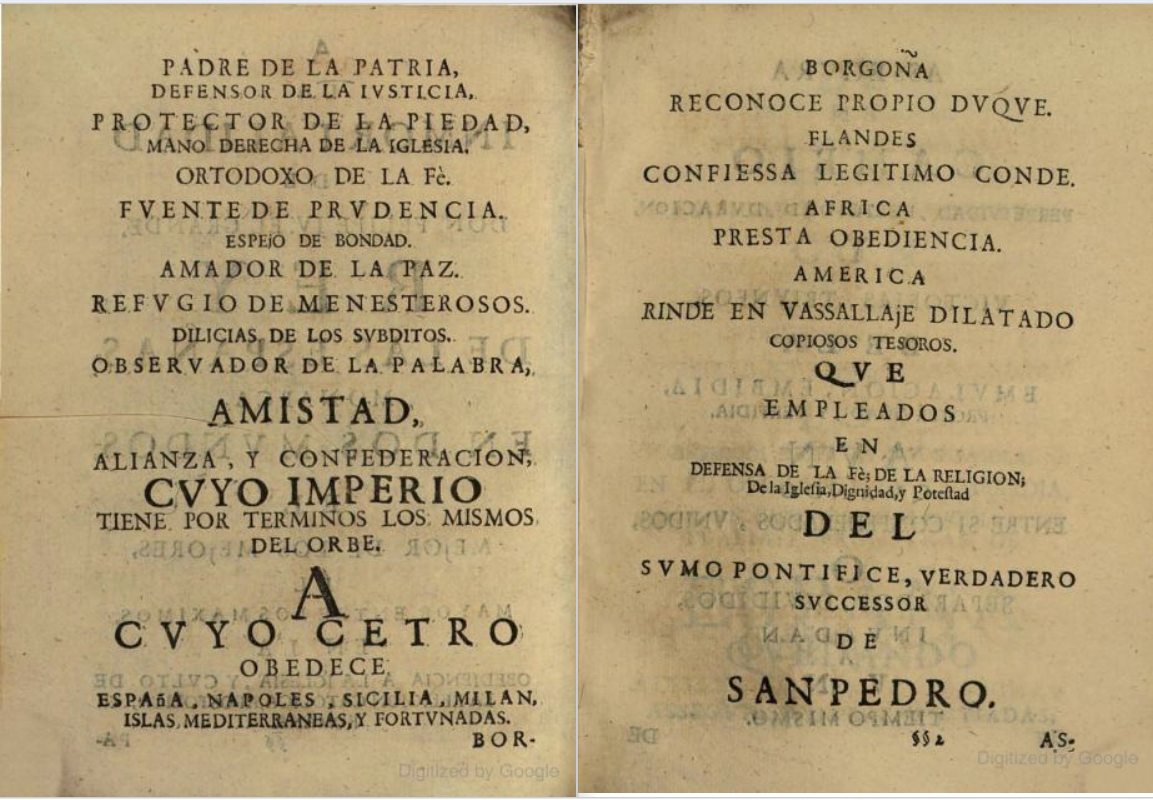 PADRE DE LA PATRIA,
DEFENSOR DE LA IVSTICIA,
PROTECTOR DE LA PIEDAD,
MANO DERECHA DE LA IGLESIA.
ORTODOXO DE LA Fè.
FVENTE DE PRVDENCIA.
ESPEJO DE BONDAD.
AMADOR DE LA PAZ.
REFVGIO DE MENESTEROSOS.
DILICIAS DE LOS SVBDITOS.
OBSERVADOR DE LA PALABRA,
AMISTAD,
ALIANZA, Y CONFEDERACION,
CVYO IMPERIO
TIENE POR TERMINOS LOS MISMOS
DEL ORBE.
A
CVYO CETRO
OBEDECE
ESPAñA, NAPOLES, SICILIA, MILAN,
ISLAS MEDITERRANEAS, Y FORTVNADAS.
BOR-
Digitized by Google
BORGOÑA
RECONOCE PROPIO DVQVE.
FLANDES
CONFIESSA LEGITIMO CONDE.
AFRICA
PRESTA OBEDIENCIA.
AMERICA
RINDE EN VASSALLAjE DILATADO
COPIOSOS TESOROS.
QVE
EMPLEADOS
EN
DEFENSA DE LA Fè; DE LA RELIGION;
De la Iglesia, Dignidad, y Potestad
DEL
SVMO PONTIFICE, VERDADERO
SVCCESSOR
DE
SAN PEDRO.
§§2 AS-
Digitized by Google